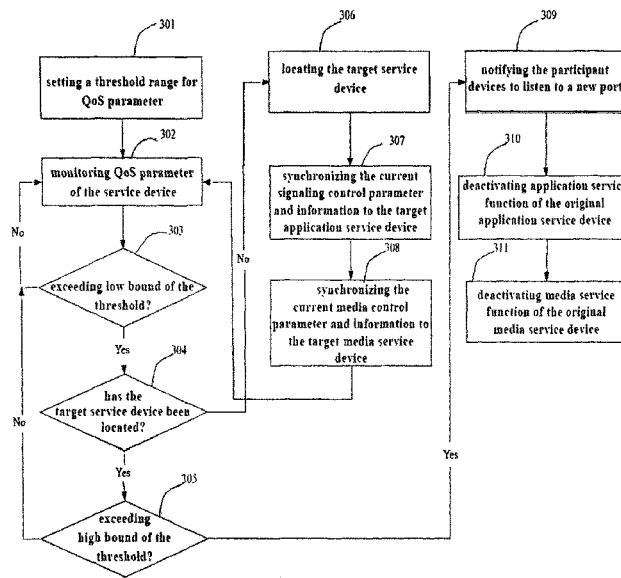 301
setting a threshold range for
QoS parameter
302
monitoring QoS parameter
of the service device
No
303
exceeding low bound of the
threshold?
Yes
No
304
has the
target service device been
located?
Yes
305
exceeding
high bound of the
threshold?
306
locating the target service
device
No
307
synchronizing the current
signaling control parameter
and information to the target
application service device
308
synchronizing the
current media control
parameter and information to
the target media service
device
Yes
309
notifying the participant
devices to listen to a new port
310
deactivating application service
function of the original
application service device
311
deactivating media service
function of the original
media service device